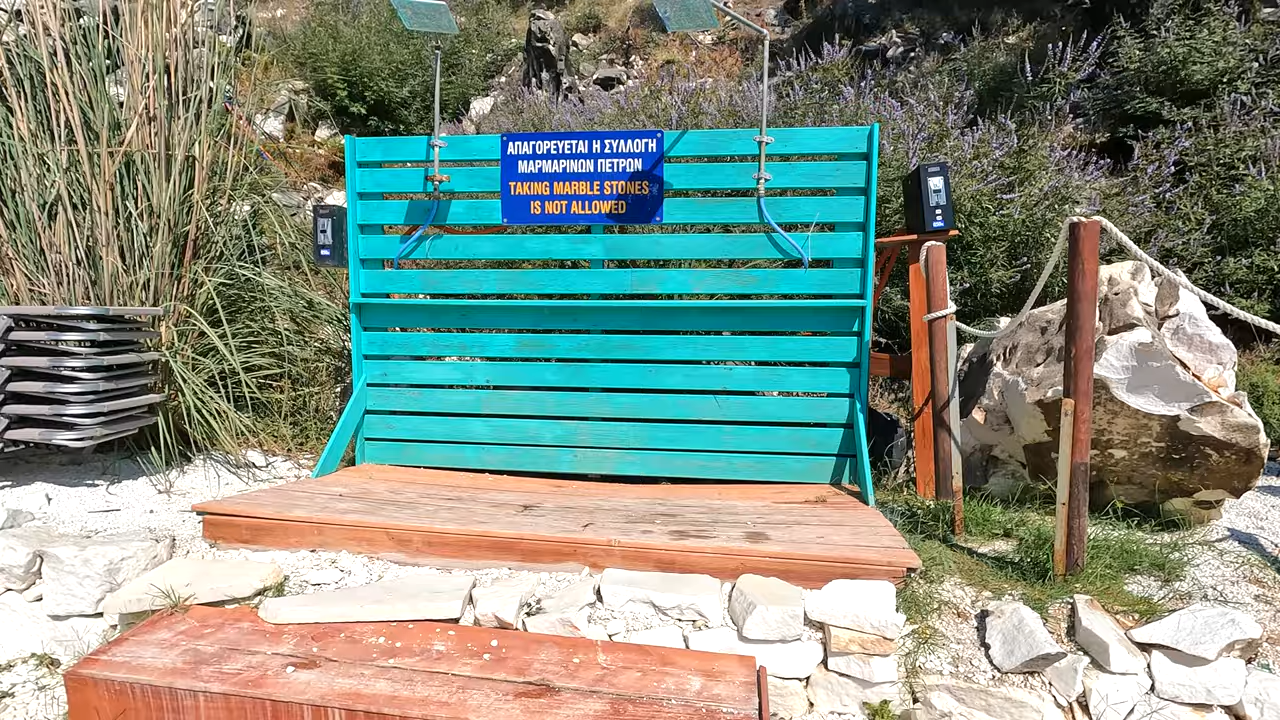 ΑΠΑΓΟΡΕΥΕΤΑΙ Η ΣΥΛΛΟΓΗ
ΜΑΡΜΑΡΙΝΩΝ ΠΕΤΡΩΝ
TAKING MARBLE STONES
IS NOT ALLOWED